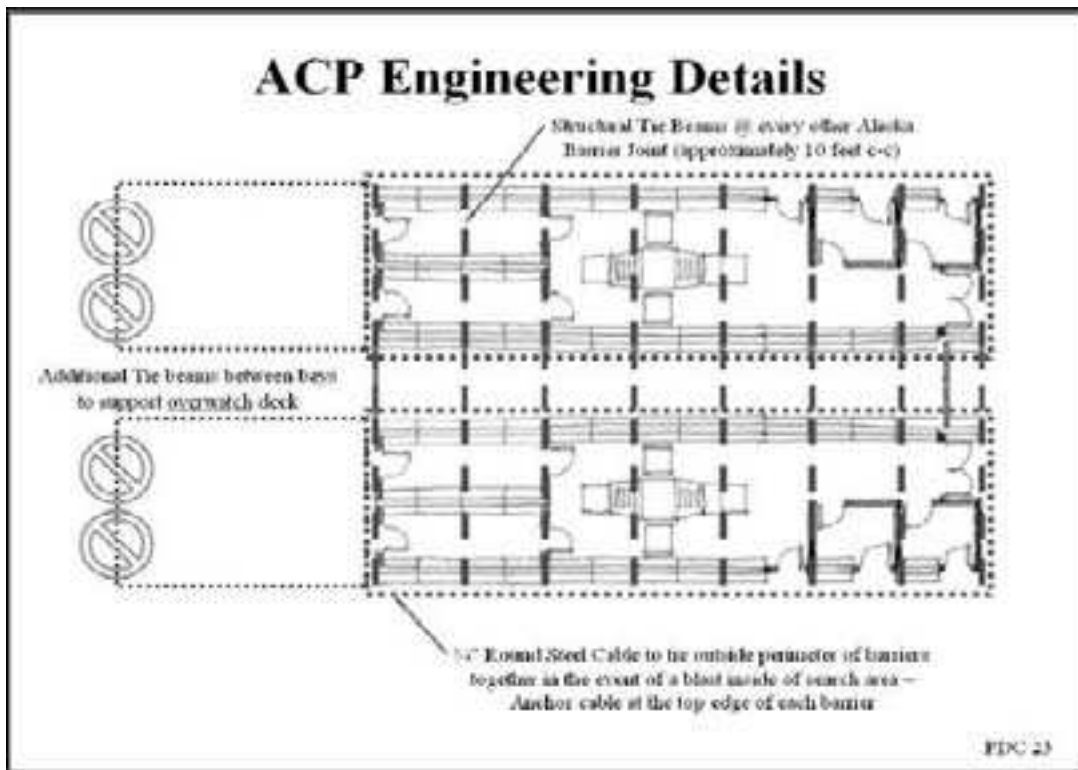 ACP Engineering Details
Structural Tie Beams @ every other Alaska
Barrier Joint (approximately 10 feet c-c)
Additional Tie beams between bays
to support overwatch deck
Round Steel Cable to tie outside perimeter of barriers
together in the event of a blast inside of search area –
Anchor cable at the top edge of each barrier
PDC 23